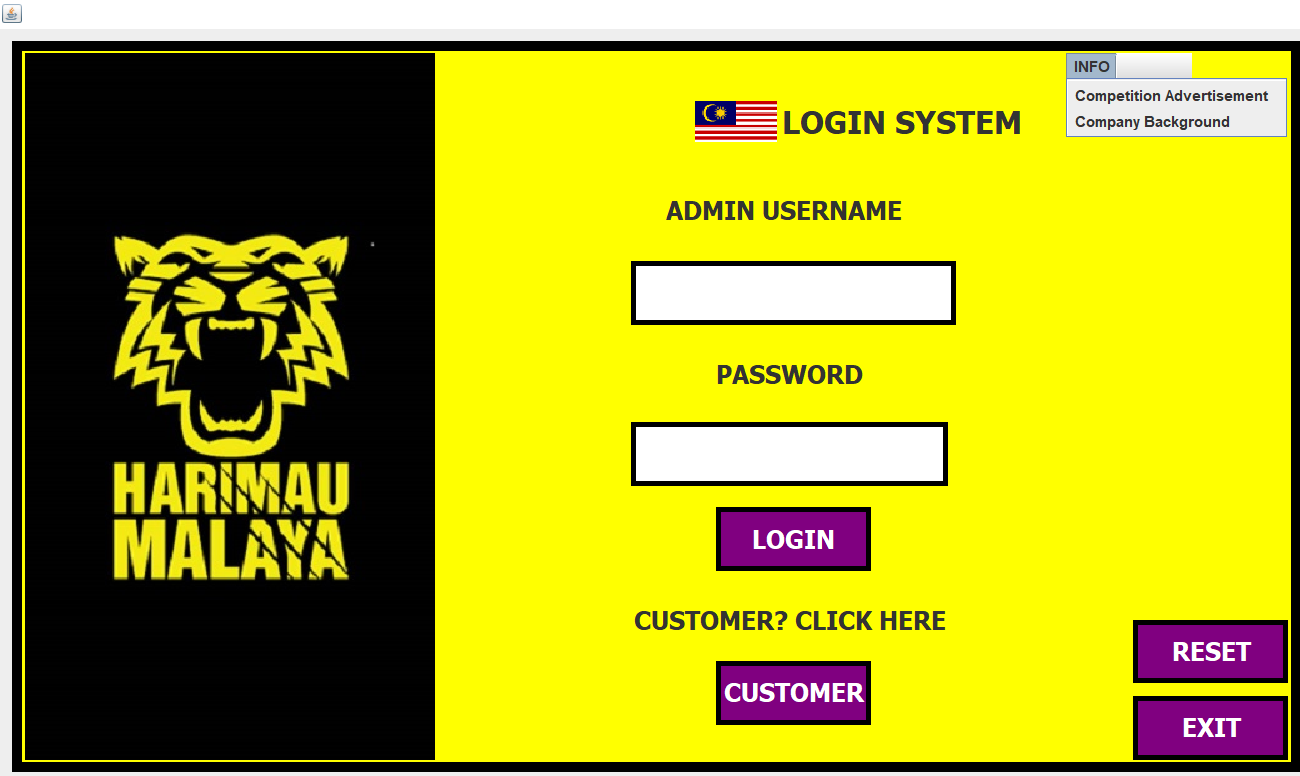 INFO
Competition Advertisement
Company Background
LOGIN SYSTEM
ADMIN USERNAME
PASSWORD
LOGIN
CUSTOMER? CLICK HERE
CUSTOMER
RESET
EXIT
HARIMAU
MALAYA